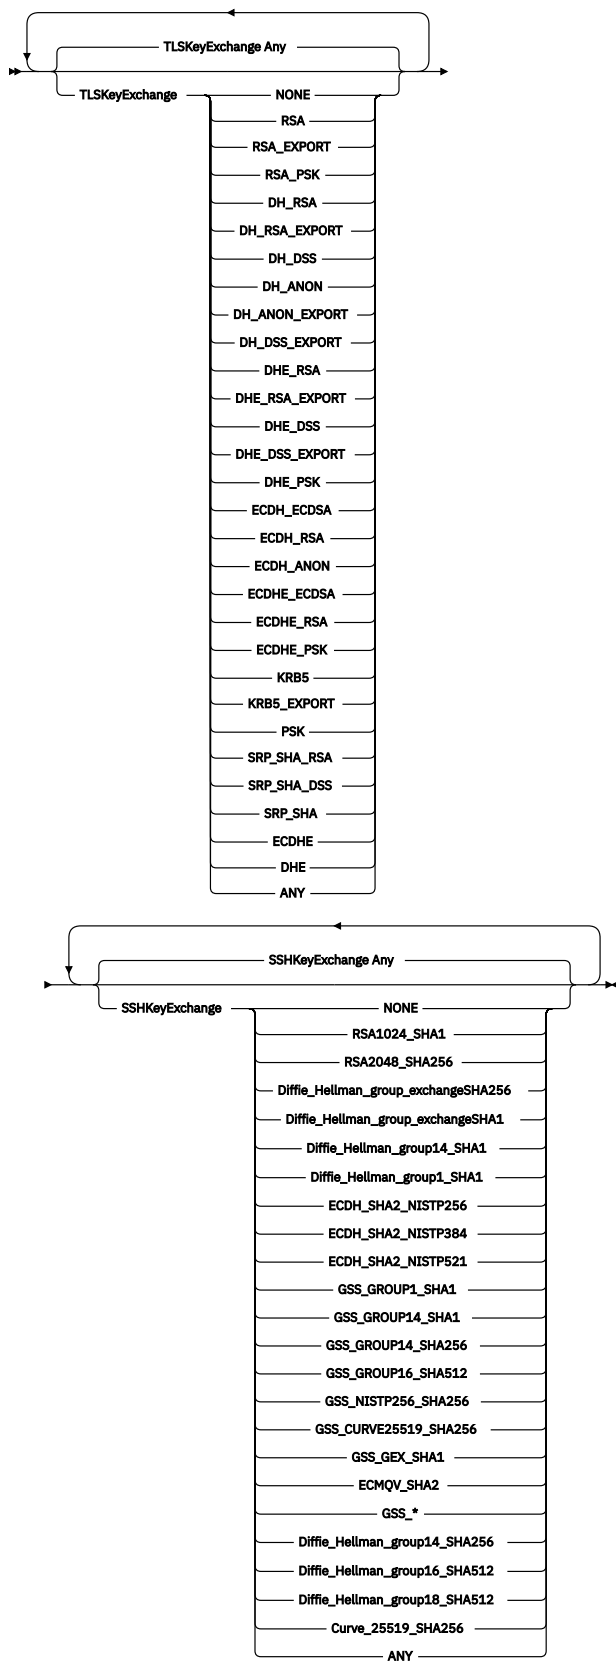 TLSKeyExchange Any
TLSKeyExchange NONE
RSA
RSA_EXPORT
RSA_PSK
DH_RSA
DH_RSA_EXPORT
DH_DSS
DH_ANON
DH_ANON_EXPORT
DH_DSS_EXPORT
DHE_RSA
DHE_RSA_EXPORT
DHE_DSS
DHE_DSS_EXPORT
DHE_PSK
ECDH_ECDSA
ECDH_RSA
ECDH_ANON
ECDHE_ECDSA
ECDHE_RSA
ECDHE_PSK
KRB5
KRB5_EXPORT
PSK
SRP_SHA_RSA
SRP_SHA_DSS
SRP_SHA
ECDHE
DHE
ANY
SSHKeyExchange Any
SSHKeyExchange NONE
RSA1024_SHA1
RSA2048_SHA256
Diffie_Hellman_group_exchangeSHA256
Diffie_Hellman_group_exchangeSHA1
Diffie_Hellman_group14_SHA1
Diffie_Hellman_group1_SHA1
ECDH_SHA2_NISTP256
ECDH_SHA2_NISTP384
ECDH_SHA2_NISTP521
GSS_GROUP1_SHA1
GSS_GROUP14_SHA1
GSS_GROUP14_SHA256
GSS_GROUP16_SHA512
GSS_NISTP256_SHA256
GSS_CURVE25519_SHA256
GSS_GEX_SHA1
ECMQV_SHA2
GSS_*
Diffie_Hellman_group14_SHA256
Diffie_Hellman_group16_SHA512
Diffie_Hellman_group18_SHA512
Curve_25519_SHA256
ANY